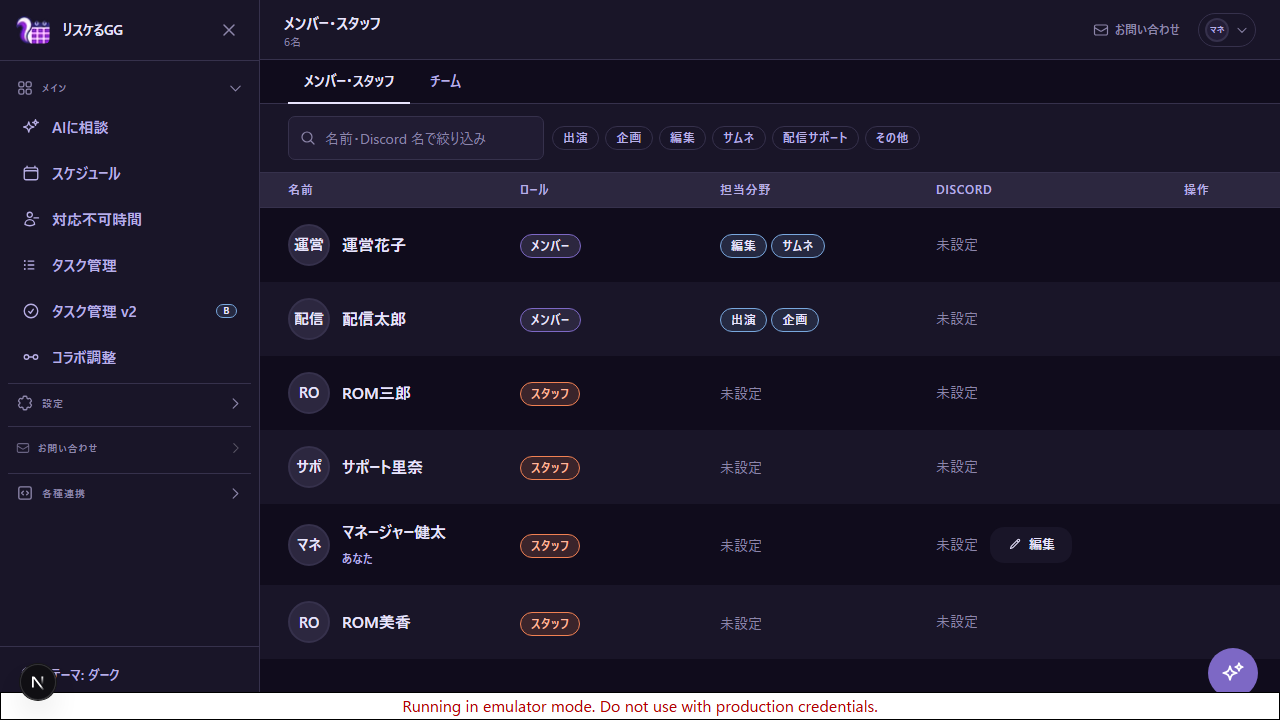 リスケるGG
メイン
AIに相談
スケジュール
対応不可時間
タスク管理
タスク管理 v2
β
コラボ調整
設定
お問い合わせ
各種連携
テーマ: ダーク
N
メンバー・スタッフ
6名
お問い合わせ
マネ
メンバー・スタッフ
チーム
名前・Discord 名で絞り込み
出演
企画
編集
サムネ
配信サポート
その他
名前
ロール
担当分野
DISCORD
操作
運営
運営花子
メンバー
編集
サムネ
未設定
配信
配信太郎
メンバー
出演
企画
未設定
RO
ROM三郎
スタッフ
未設定
未設定
サポ
サポート里奈
スタッフ
未設定
未設定
マネ
マネージャー健太
あなた
スタッフ
未設定
未設定
編集
RO
ROM美香
スタッフ
未設定
未設定
Running in emulator mode. Do not use with production credentials.